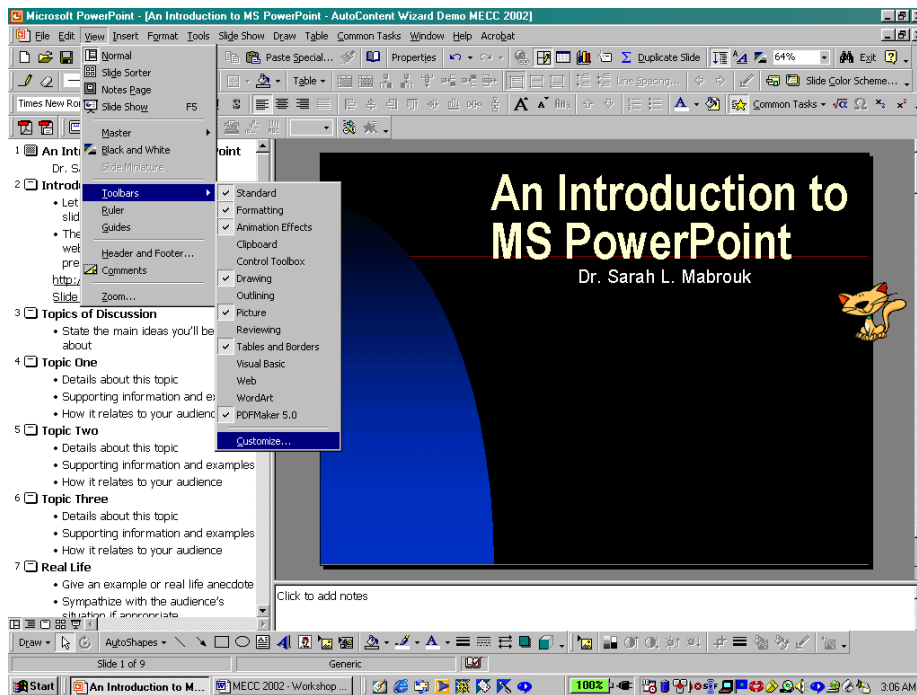 Microsoft PowerPoint - [An Introduction to MS PowerPoint - AutoContent Wizard Demo MECC 2002]
File Edit View Insert Format Tools Slide Show Draw Table Common Tasks Window Help Acrobat
Paste Special... Properties Duplicate Slide 64% Exit
Table Line Spacing... Slide Color Scheme...
Times New Ro S A A A Common Tasks
Normal
Slide Sorter
Notes Page
Slide Show F5
Master
Black and White
Slide Miniature
Toolbars
Ruler
Guides
Header and Footer...
Comments
Zoom...
Standard
Formatting
Animation Effects
Clipboard
Control Toolbox
Drawing
Outlining
Picture
Reviewing
Tables and Borders
Visual Basic
Web
WordArt
PDFMaker 5.0
Customize...
1 An Int oint
Dr. S
2 Introd
• Let
slid
• The
wel
pre
http:/
Slide
3 Topics of Discussion
• State the main ideas you'll be
about
4 Topic One
• Details about this topic
• Supporting information and ex
• How it relates to your audienc
5 Topic Two
• Details about this topic
• Supporting information and examples
• How it relates to your audience
6 Topic Three
• Details about this topic
• Supporting information and examples
• How it relates to your audience
7 Real Life
• Give an example or real life anecdote
• Sympathize with the audience's
situation if appropriate
An Introduction to
MS PowerPoint
Dr. Sarah L. Mabrouk
Click to add notes
Draw AutoShapes A
Slide 1 of 9 Generic
Start An Introduction to M... MECC 2002 - Workshop ... 100% 3:06 AM